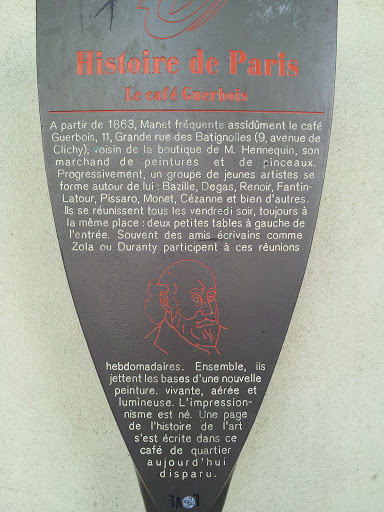 Histoire de Paris
Le café Guerbois
A partir de 1863, Manet fréquente assidûment le café
Guerbois, 11, Grande rue des Batignolles (9, avenue de
Clichy), voisin de la boutique de M. Hennequin, son
marchand de peintures et de pinceaux.
Progressivement, un groupe de jeunes artistes se
forme autour de lui : Bazille, Degas, Renoir, Fantin-
Latour, Pissaro, Monet, Cézanne et bien d'autres.
Ils se réunissent tous les vendredi soir, toujours à
la même place : deux petites tables à gauche de
l'entrée. Souvent des amis écrivains comme
Zola ou Duranty participent à ces réunions
hebdomadaires. Ensemble, ils
jettent les bases d'une nouvelle
peinture. vivante, aérée et
lumineuse. L'impression-
nisme est né. Une page
de l'histoire de l'art
s'est écrite dans ce
café de quartier
aujourd'hui
disparu.